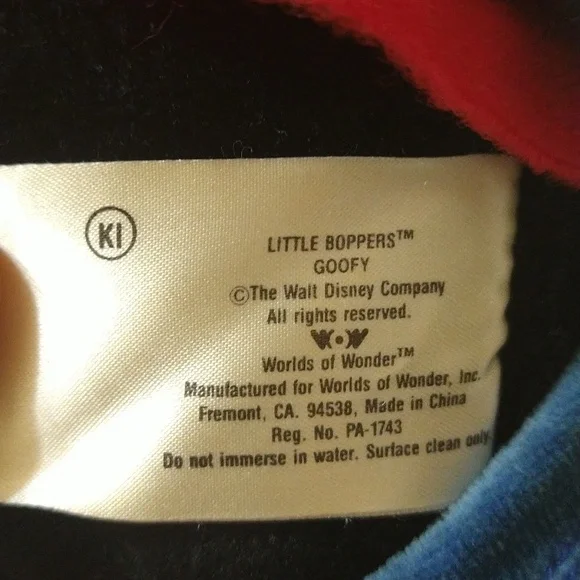 KI
LITTLE BOPPERS™
GOOFY
©The Walt Disney Company
All rights reserved.
W•W
Worlds of Wonder™
Manufactured for Worlds of Wonder, Inc.
Fremont, CA. 94538, Made in China
Reg. No. PA-1743
Do not immerse in water. Surface clean only.